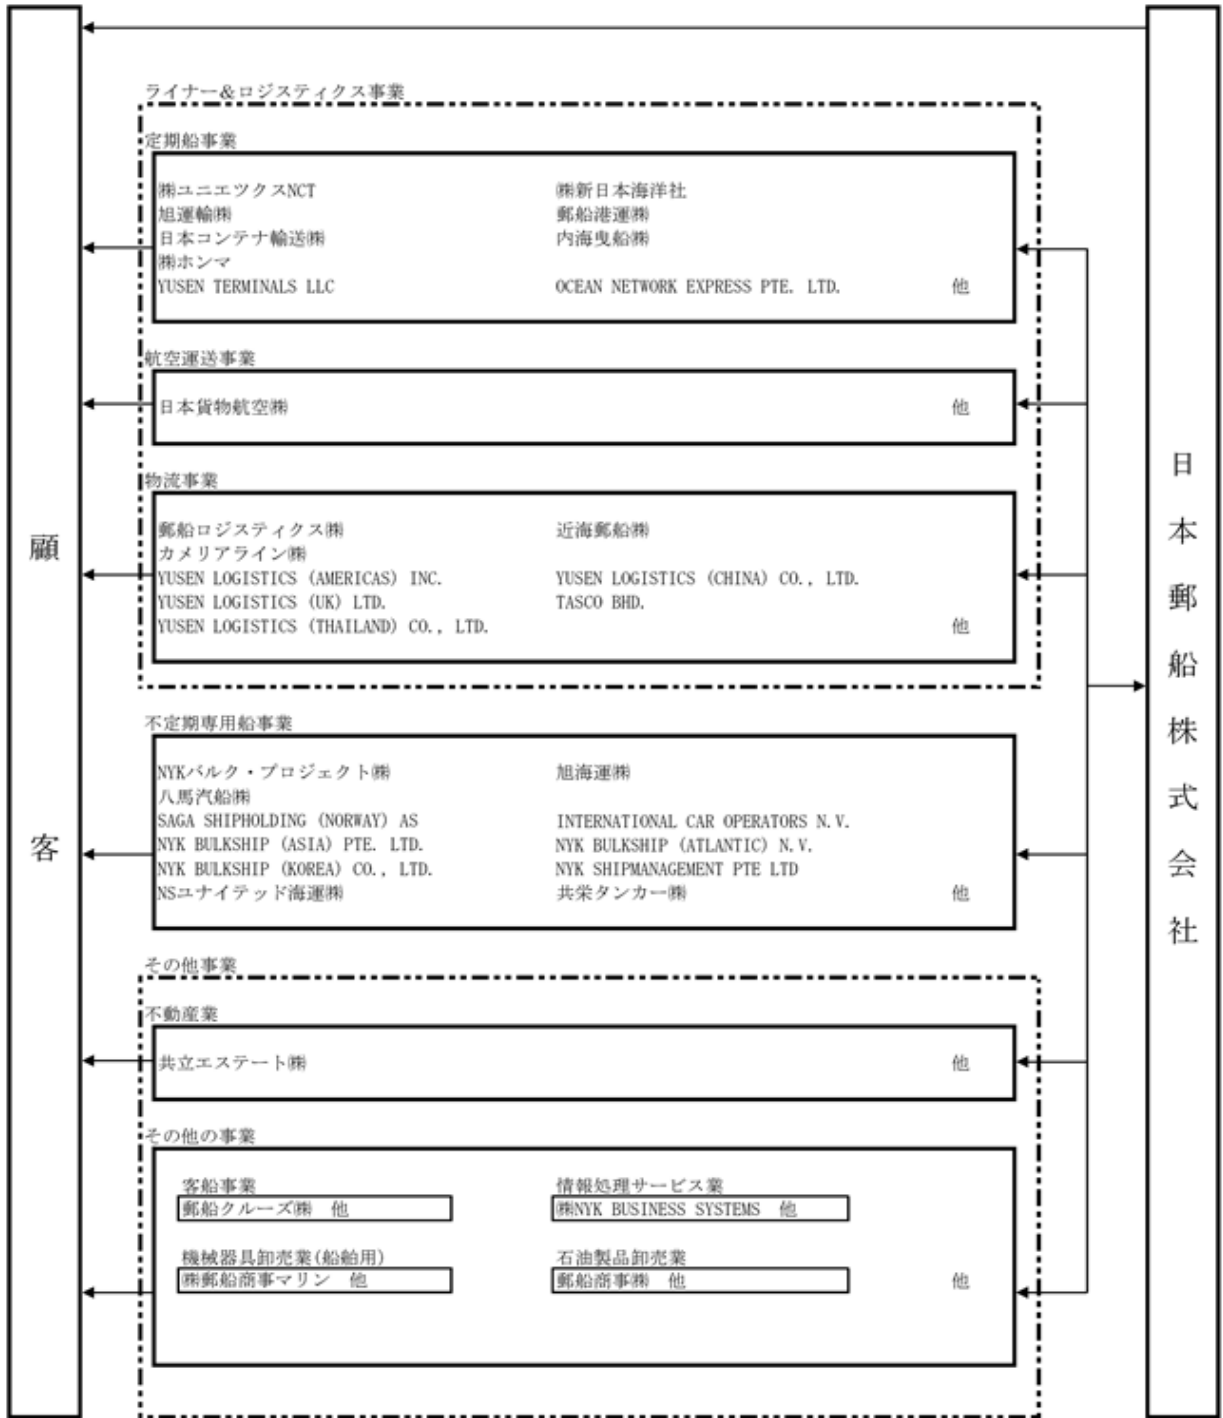 ライナー&ロジスティクス事業
定期船事業
㈱ユニエツクスNCT ㈱新日本海洋社
旭運輸㈱ 郵船港運㈱
日本コンテナ輸送㈱ 内海曳船㈱
㈱ホンマ
YUSEN TERMINALS LLC OCEAN NETWORK EXPRESS PTE. LTD. 他
航空運送事業
日本貨物航空㈱ 他
物流事業
郵船ロジスティクス㈱ 近海郵船㈱
カメリアライン㈱
YUSEN LOGISTICS (AMERICAS) INC. YUSEN LOGISTICS (CHINA) CO., LTD.
YUSEN LOGISTICS (UK) LTD. TASCO BHD.
YUSEN LOGISTICS (THAILAND) CO., LTD. 他
不定期専用船事業
NYKバルク・プロジェクト㈱ 旭海運㈱
八馬汽船㈱
SAGA SHIPHOLDING (NORWAY) AS INTERNATIONAL CAR OPERATORS N.V.
NYK BULKSHIP (ASIA) PTE. LTD. NYK BULKSHIP (ATLANTIC) N.V.
NYK BULKSHIP (KOREA) CO., LTD. NYK SHIPMANAGEMENT PTE LTD
NSユナイテッド海運㈱ 共栄タンカー㈱ 他
その他事業
不動産業
共立エステート㈱ 他
その他の事業
客船事業 情報処理サービス業
郵船クルーズ㈱ 他 ㈱NYK BUSINESS SYSTEMS 他
機械器具卸売業(船舶用) 石油製品卸売業
㈱郵船商事マリン 他 郵船商事㈱ 他 他
顧客
日本郵船株式会社